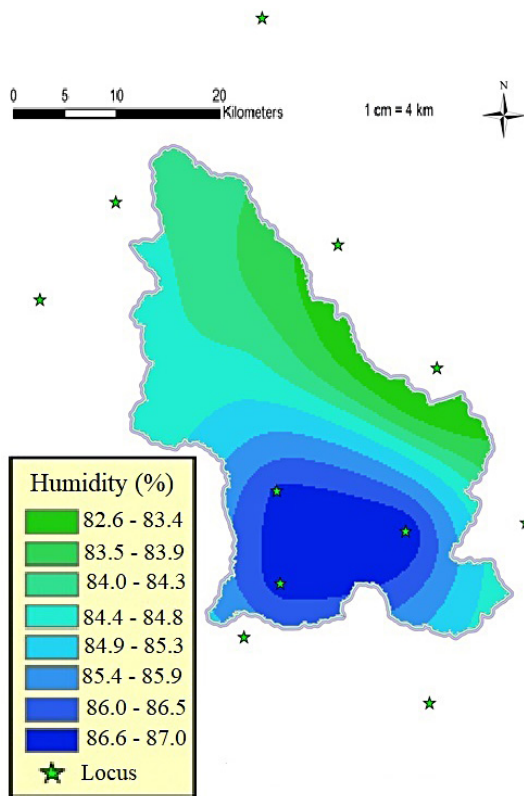 0 5 10 20
Kilometers 1 cm = 4 km
Humidity (%)
82.6 - 83.4
83.5 - 83.9
84.0 - 84.3
84.4 - 84.8
84.9 - 85.3
85.4 - 85.9
86.0 - 86.5
86.6 - 87.0
Locus